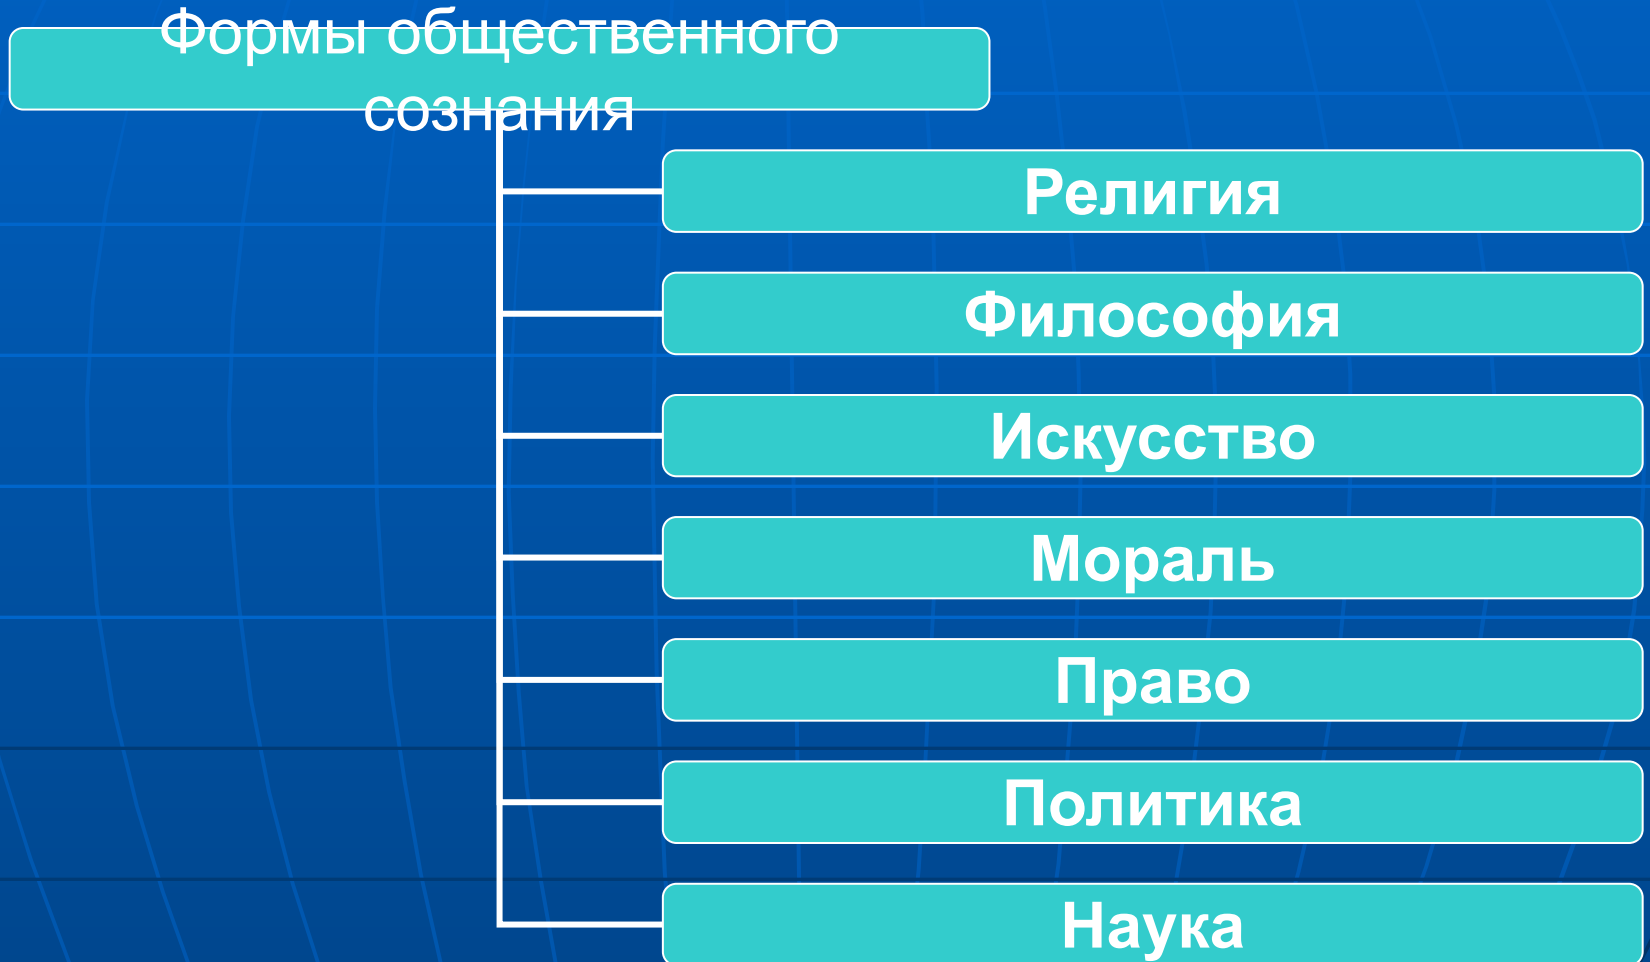 Формы общественного
сознания
Религия
Философия
Искусство
Мораль
Право
Политика
Наука